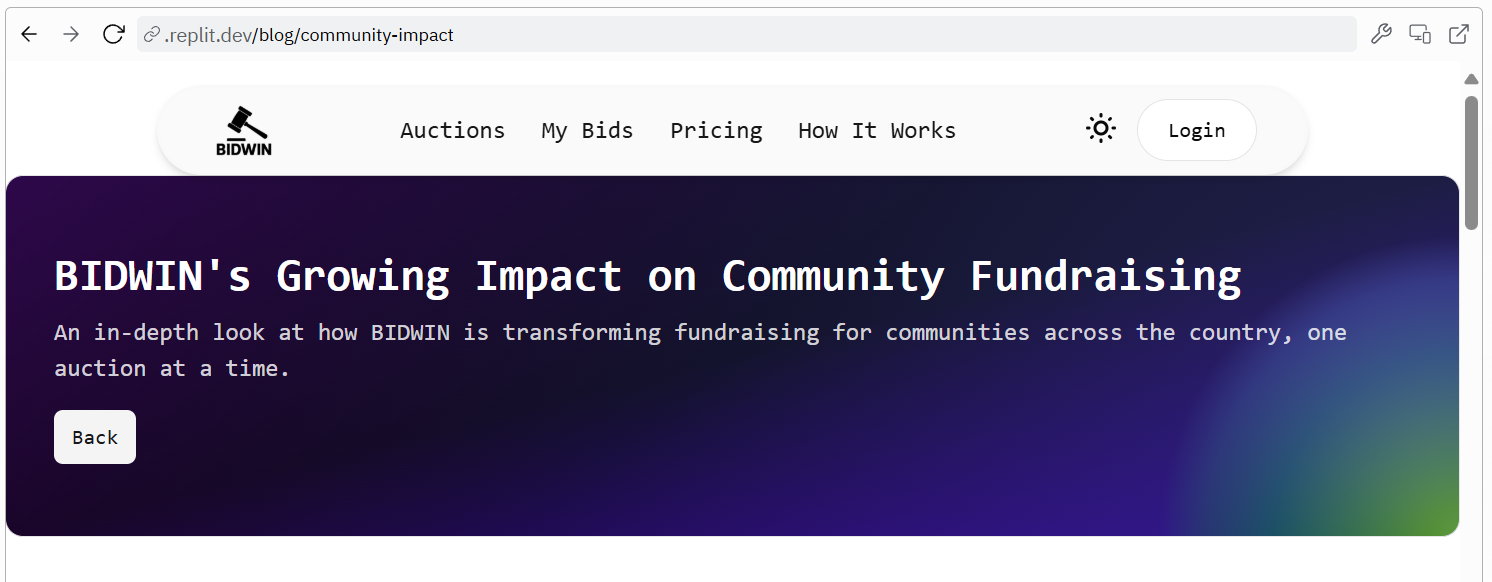 .replit.dev/blog/community-impact
BIDWIN
Auctions My Bids Pricing How It Works Login
BIDWIN's Growing Impact on Community Fundraising
An in-depth look at how BIDWIN is transforming fundraising for communities across the country, one
auction at a time.
Back